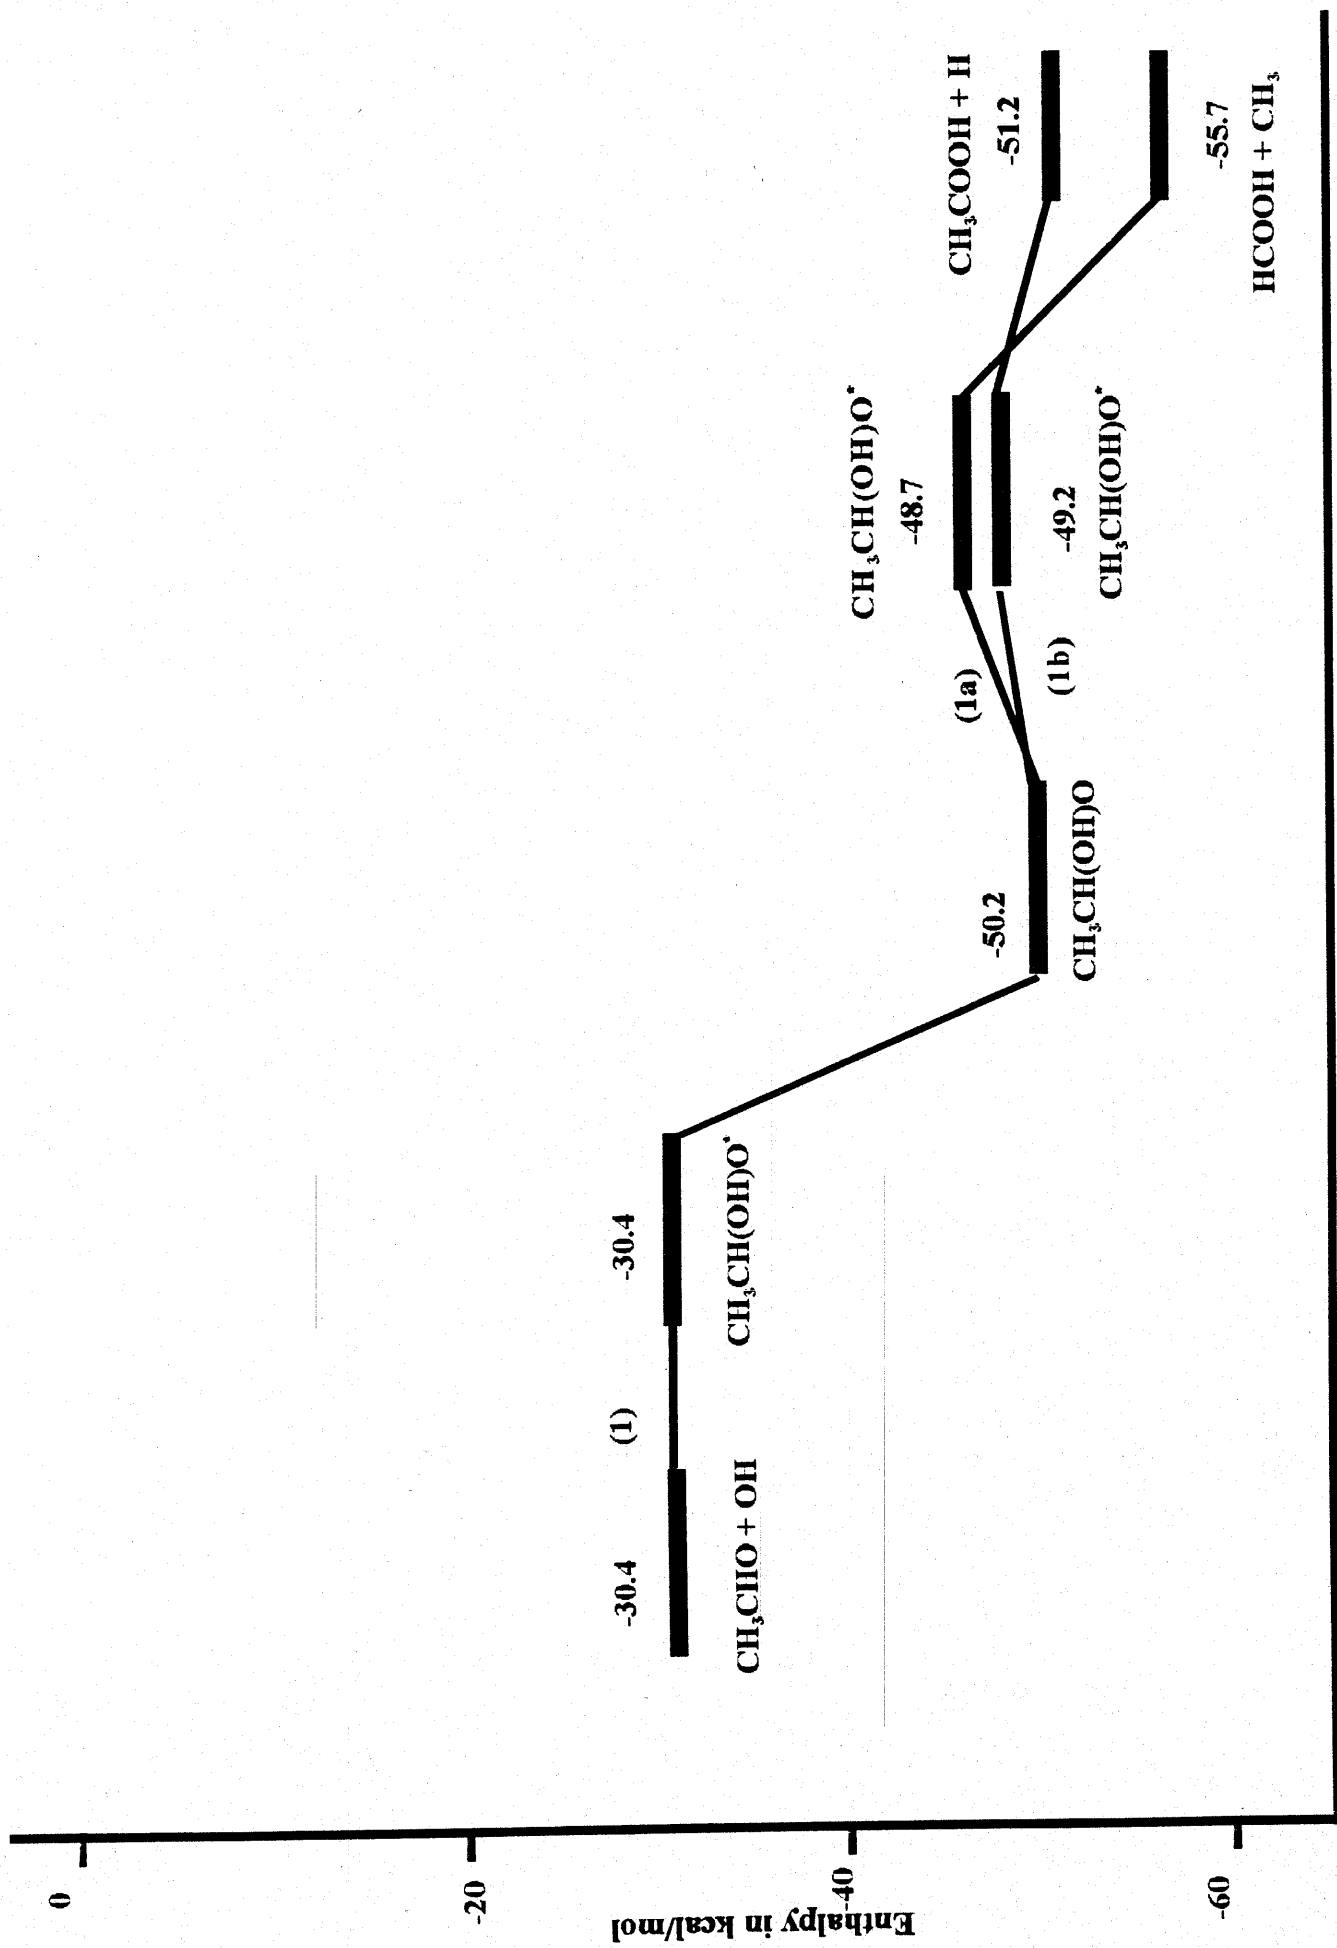 0
-20
-40
-60
Enthalpy in kcal/mol
-30.4
CH₃CHO + OH
(1)
-30.4
CH₃CH(OH)O*
-50.2
CH₃CH(OH)O
(1a)
(1b)
CH₃CH(OH)O*
-48.7
-49.2
CH₃CH(OH)O*
CH₃COOH + H
-51.2
-55.7
HCOOH + CH₃